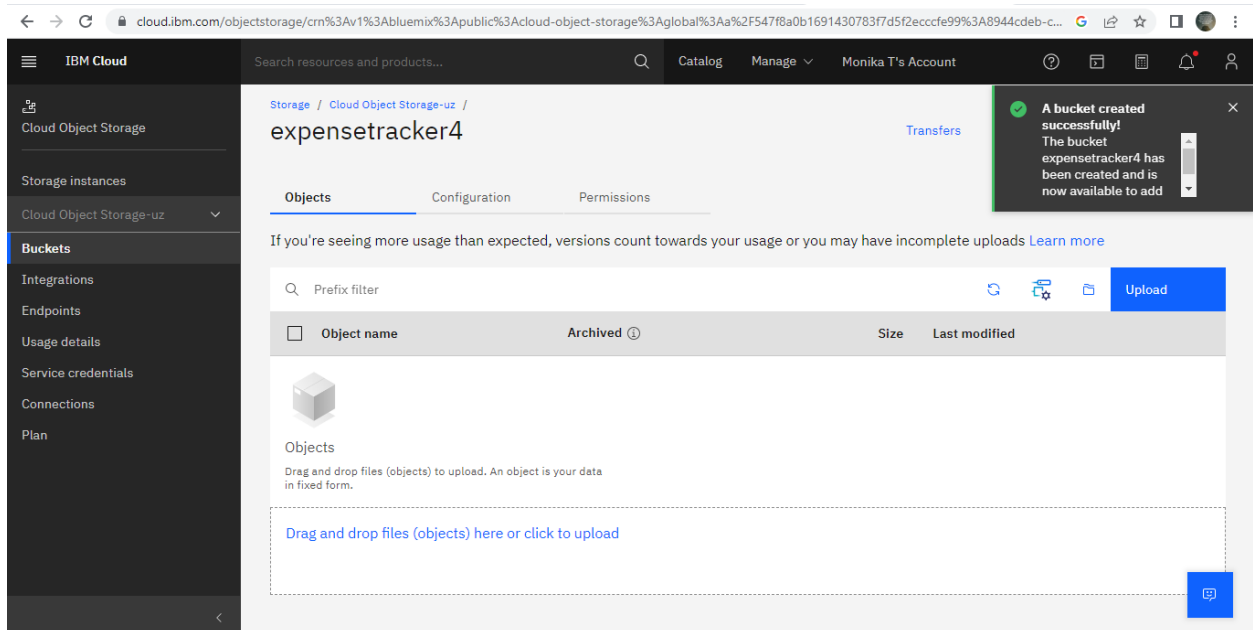 cloud.ibm.com/objectstorage/crn%3Av1%3Abluemix%3Apublic%3Acloud-object-storage%3Aglobal%3Aa%2F547f8a0b1691430783f7d5f2ecccfe99%3A8944cdeb-c...
IBM Cloud
Search resources and products...
Catalog
Manage
Monika T's Account
Cloud Object Storage
Storage instances
Cloud Object Storage-uz
Buckets
Integrations
Endpoints
Usage details
Service credentials
Connections
Plan
Storage / Cloud Object Storage-uz /
expensetracker4
Transfers
A bucket created
successfully!
The bucket
expensetracker4 has
been created and is
now available to add
Objects
Configuration
Permissions
If you're seeing more usage than expected, versions count towards your usage or you may have incomplete uploads Learn more
Prefix filter
Upload
Object name
Archived
Size
Last modified
Objects
Drag and drop files (objects) to upload. An object is your data
in fixed form.
Drag and drop files (objects) here or click to upload